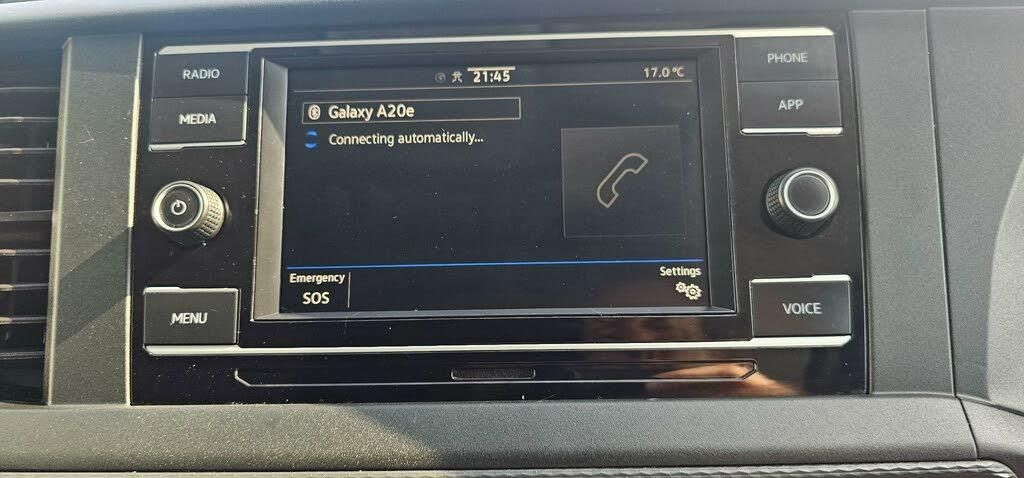 RADIO
MEDIA
MENU
21:45
17.0°C
Galaxy A20e
Connecting automatically...
Emergency
SOS
Settings
PHONE
APP
VOICE